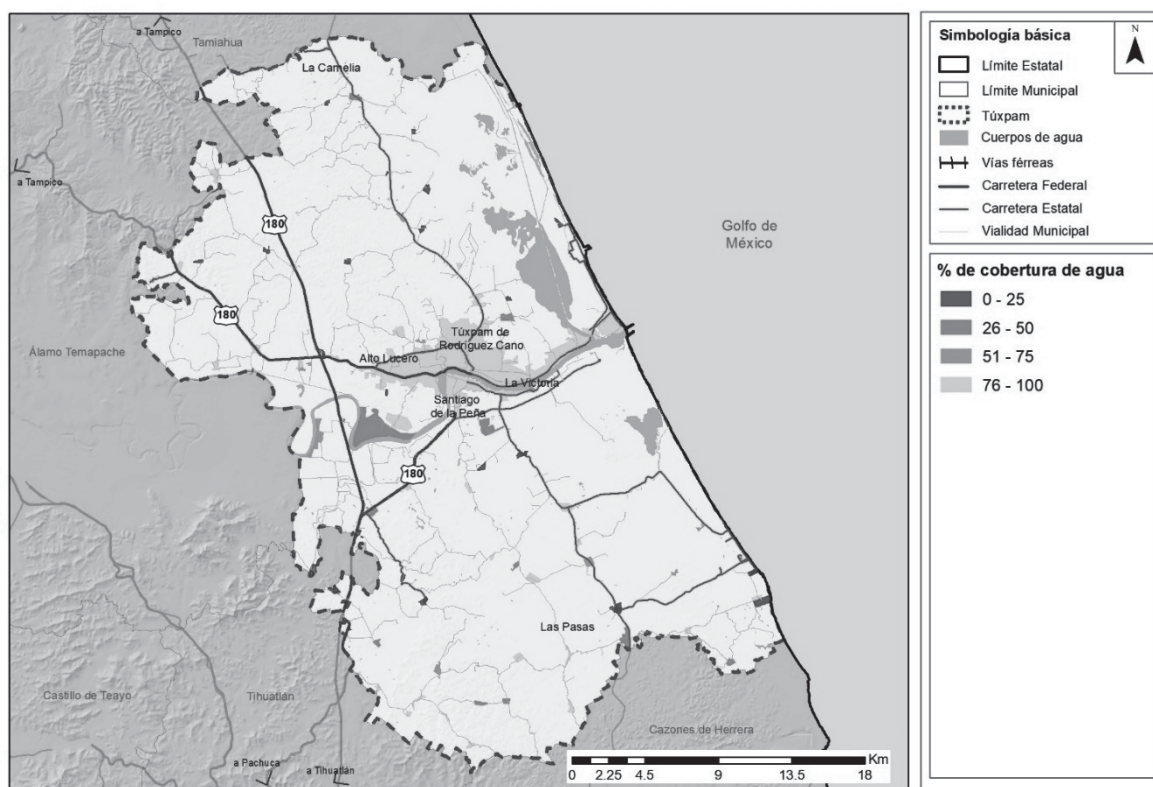 a Tampico
Tamiahua
La Camelia
a Tampico
180
Golfo de
México
180
Túxpam de
Rodríguez Cano
Álamo Temapache
Alto Lucero
La Victoria
Santiago
de la Peña
180
Las Pasas
Castillo de Teayo
Tihuatlán
Cazones de Herrera
a Pachuca
a Tihuatlán
Km
0 2.25 4.5 9 13.5 18
Simbología básica
N
Límite Estatal
Límite Municipal
Túxpam
Cuerpos de agua
Vías férreas
Carretera Federal
Carretera Estatal
Vialidad Municipal
% de cobertura de agua
0 - 25
26 - 50
51 - 75
76 - 100